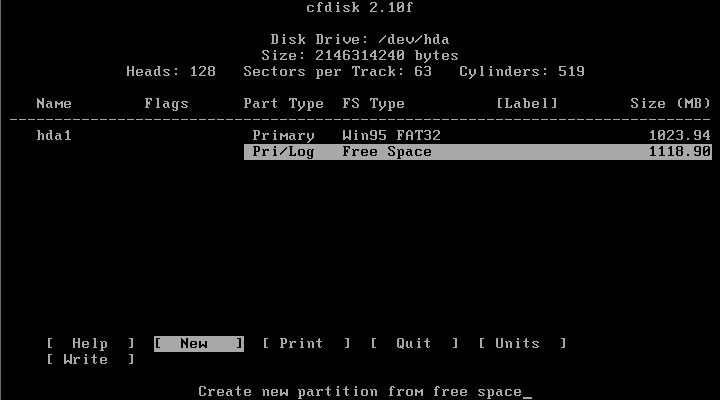 cfdisk 2.10f
Disk Drive: /dev/hda
Size: 2146314240 bytes
Heads: 128   Sectors per Track: 63   Cylinders: 519
Name   Flags   Part Type   FS Type   [Label]   Size (MB)
hda1   Primary   Win95 FAT32   1023.94
Pri/Log   Free Space   1118.90
[ Help ]   [ New ]   [ Print ]   [ Quit ]   [ Units ]
[ Write ]
Create new partition from free space_